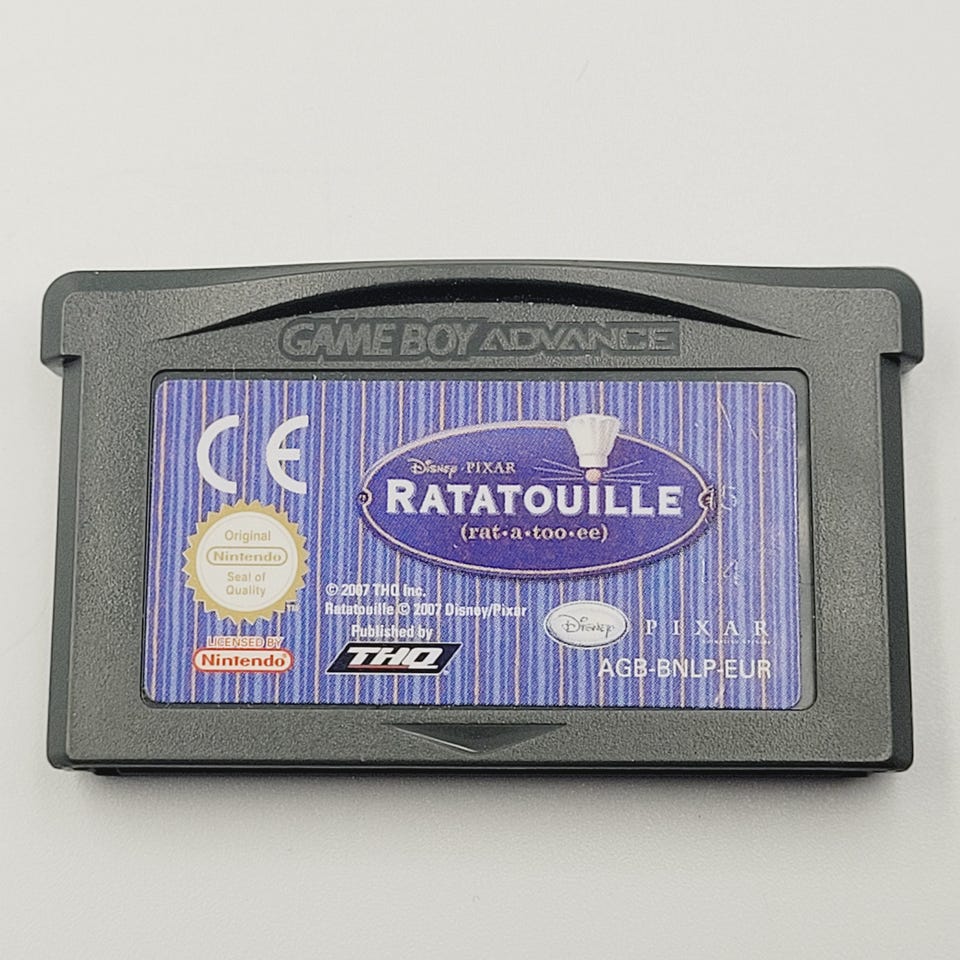 GAME BOY ADVANCE
CE
Disney PIXAR
RATATOUILLE
(rat•a•too•ee)
Original
Nintendo
Seal of
Quality
TM
© 2007 THQ Inc.
Ratatouille © 2007 Disney/Pixar
Published by
THQ
LICENSED BY
Nintendo
Disney
PIXAR
AGB-BNLP-EUR